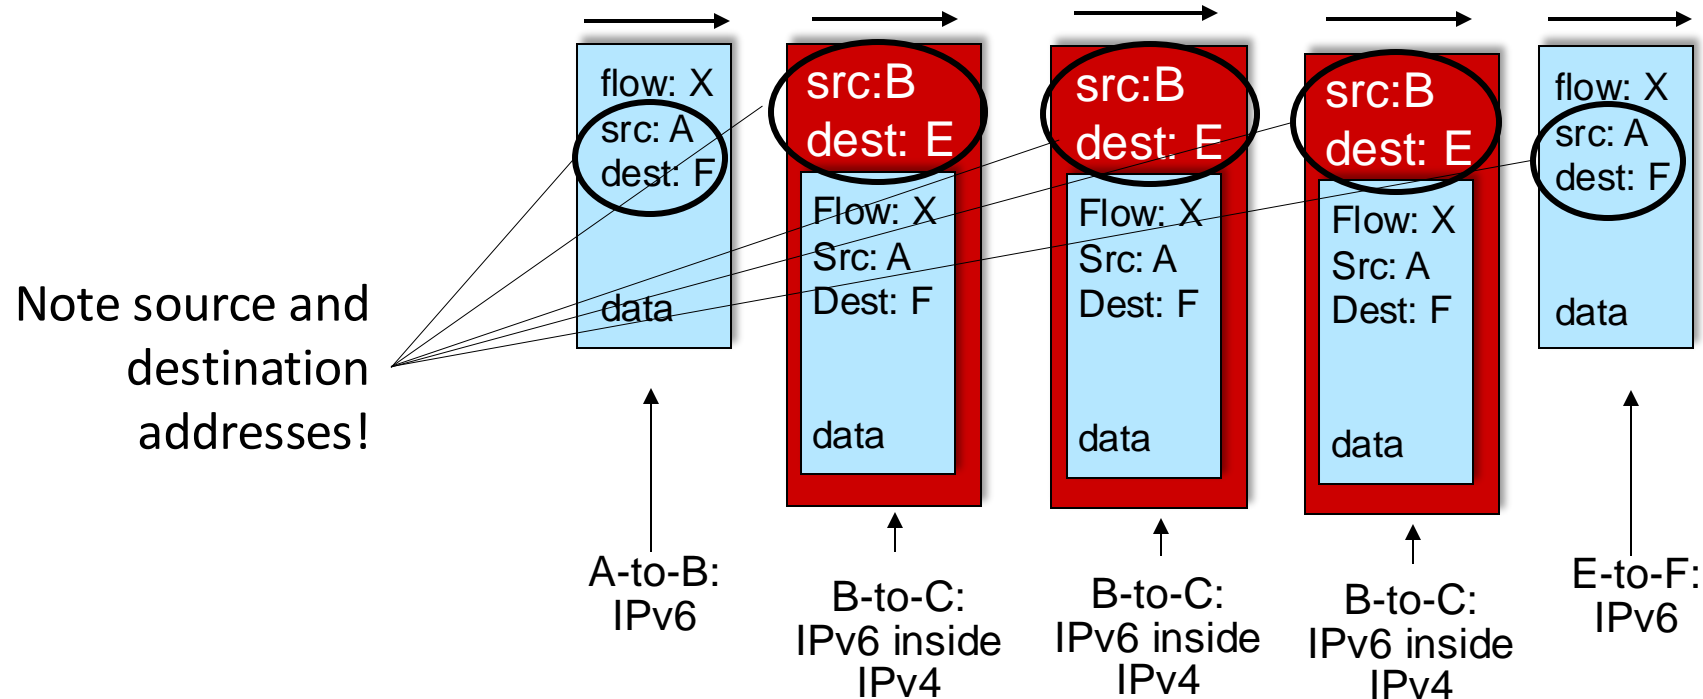 flow: X
src: A
dest: F
data
src:B
dest: E
Flow: X
Src: A
Dest: F
data
src:B
dest: E
Flow: X
Src: A
Dest: F
data
src:B
dest: E
Flow: X
Src: A
Dest: F
data
flow: X
src: A
dest: F
data
Note source and
destination
addresses!
A-to-B:
IPv6
B-to-C:
IPv6 inside
IPv4
B-to-C:
IPv6 inside
IPv4
B-to-C:
IPv6 inside
IPv4
E-to-F:
IPv6